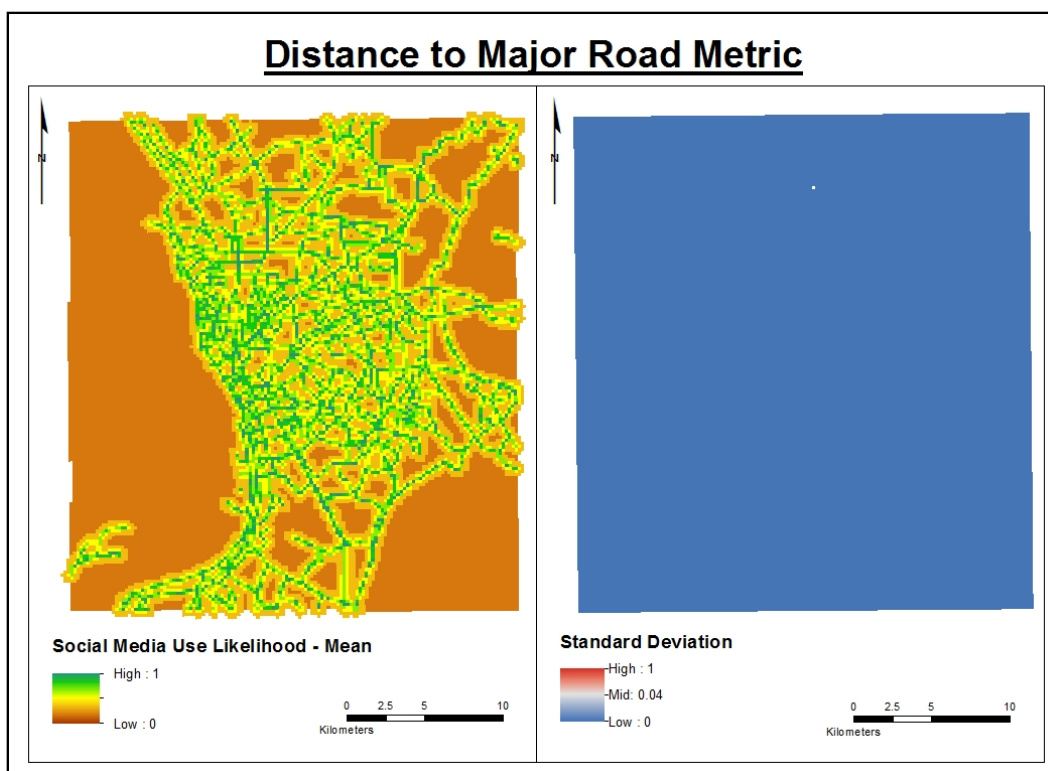 Distance to Major Road Metric
N
N
Social Media Use Likelihood - Mean
High : 1
Low : 0
0 2.5 5 10
Kilometers
Standard Deviation
High : 1
Mid: 0.04
Low : 0
0 2.5 5 10
Kilometers